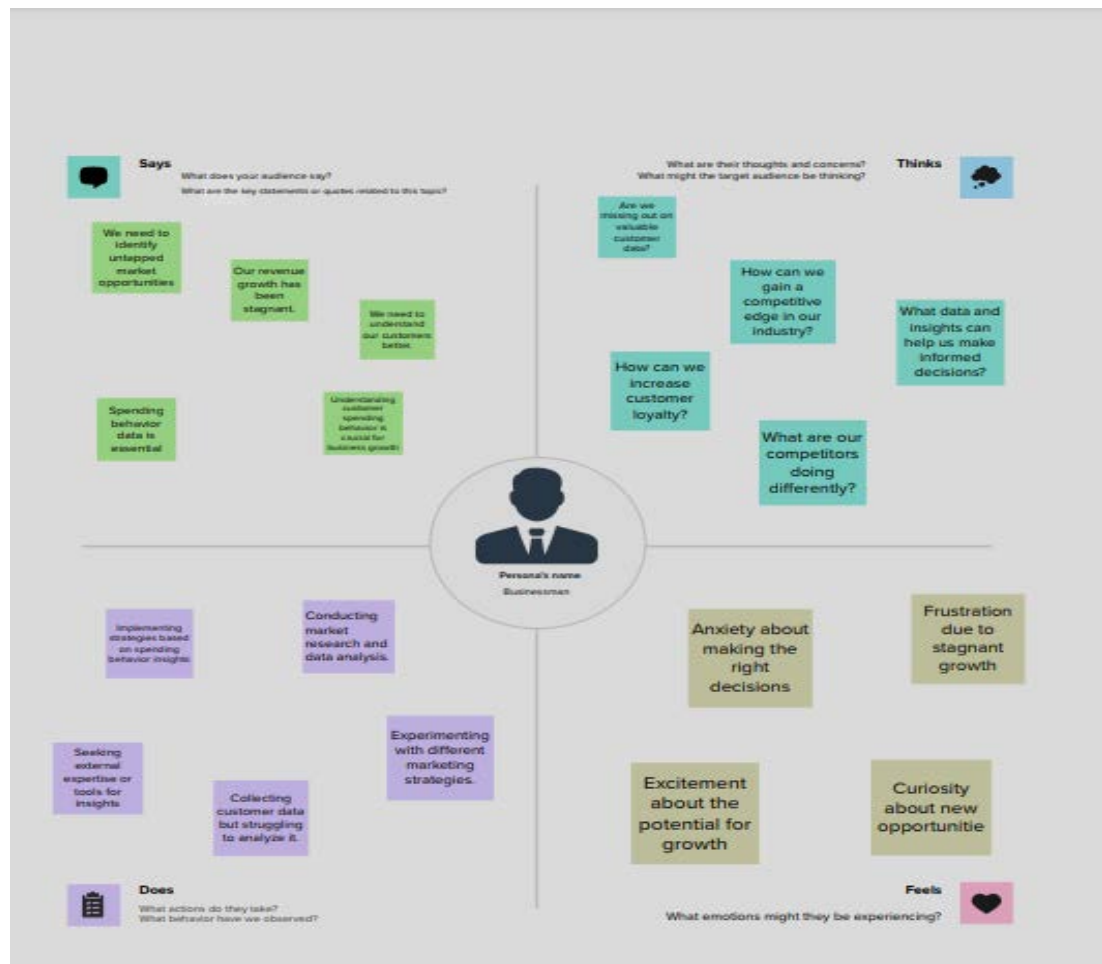 Says
What does your audience say?
What are the key statements or quotes related to this topic?
We need to
identify
untapped
market
opportunities
Our revenue
growth has
been
stagnant.
We need to
understand
our customers
better.
Spending
behavior
data is
essential
Understanding
customer
spending
behavior is
crucial for
business growth
What are their thoughts and concerns?
What might the target audience be thinking?
Thinks
Are we
missing out on
valuable
customer
data?
How can we
gain a
competitive
edge in our
industry?
What data and
insights can
help us make
informed
decisions?
How can we
increase
customer
loyalty?
What are our
competitors
doing
differently?
Persona's name
Businessman
Implementing
strategies based
on spending
behavior insights
Conducting
market
research and
data analysis.
Seeking
external
expertise or
tools for
insights
Collecting
customer data
but struggling
to analyze it.
Experimenting
with different
marketing
strategies.
Does
What actions do they take?
What behavior have we observed?
Anxiety about
making the
right
decisions
Frustration
due to
stagnant
growth
Excitement
about the
potential for
growth
Curiosity
about new
opportunitie
Feels
What emotions might they be experiencing?